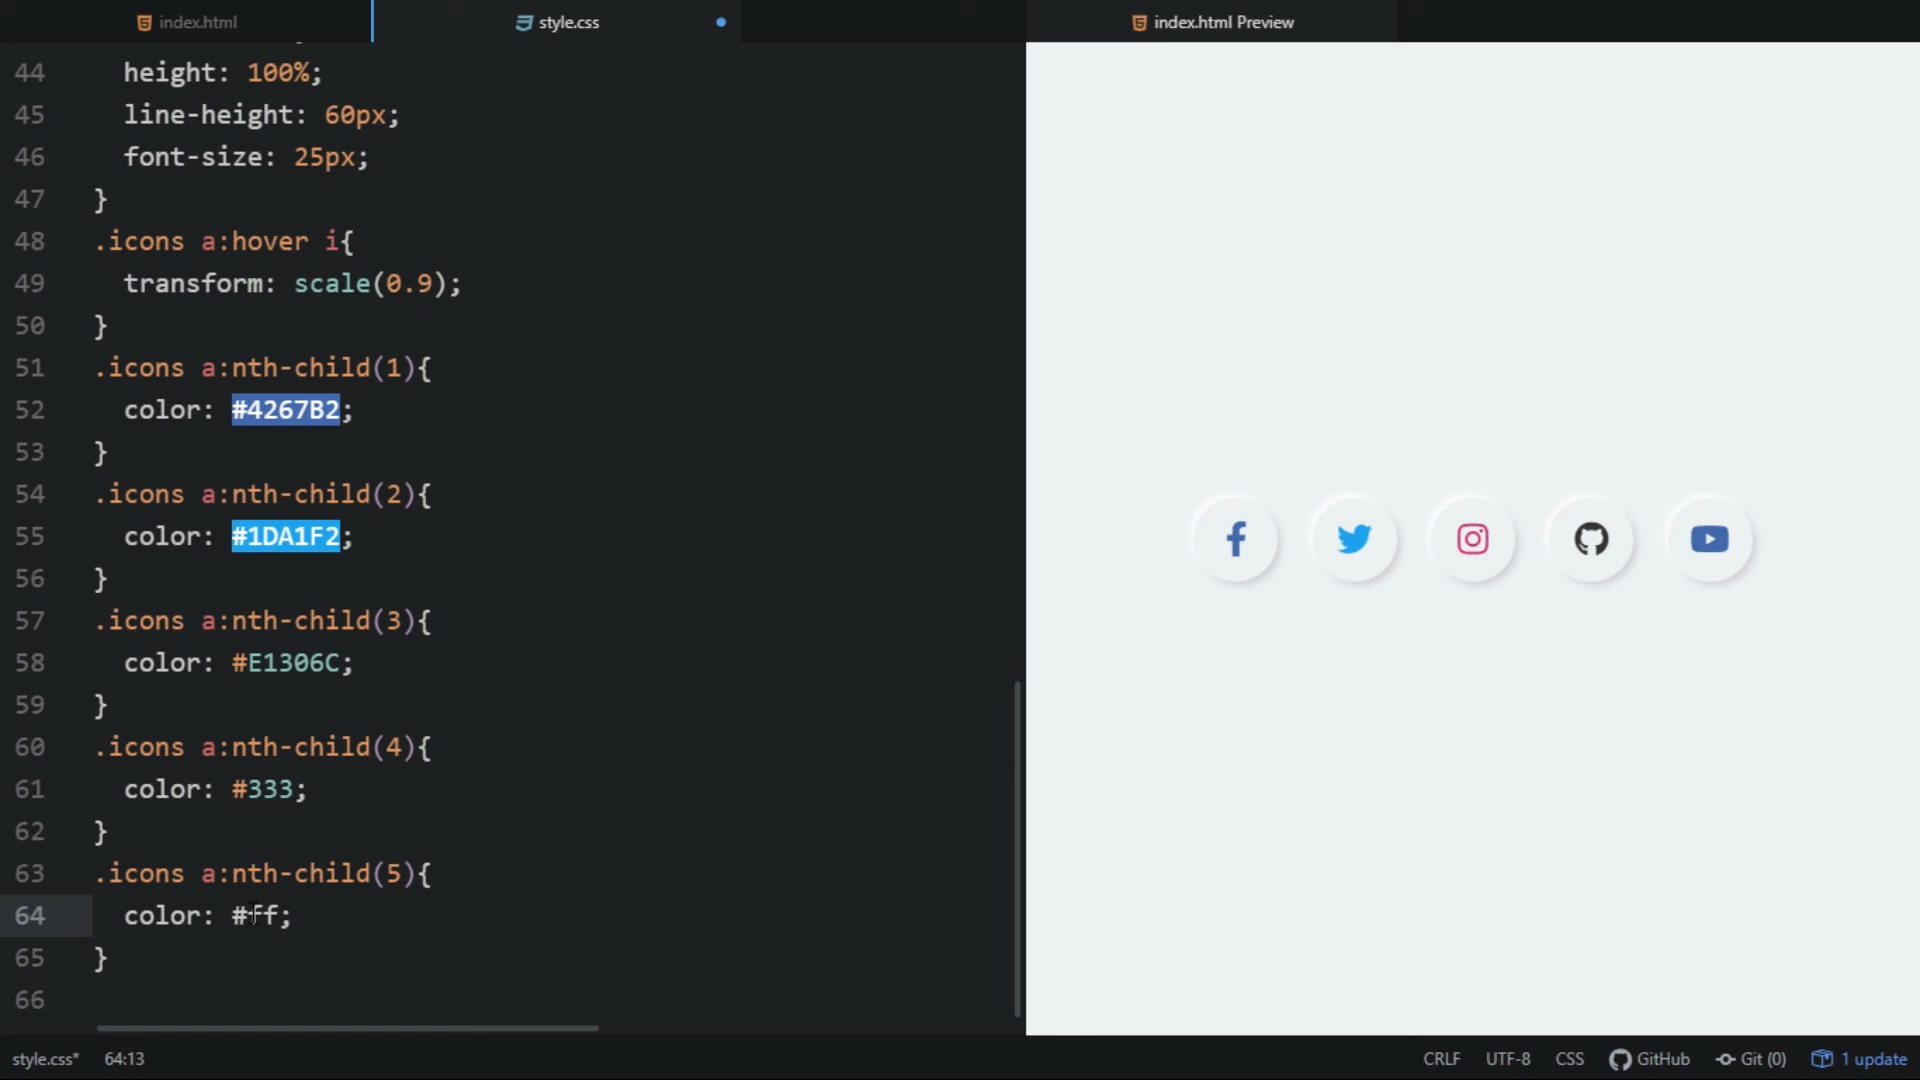 index.html
style.css
index.html Preview
44 height: 100%;
45 line-height: 60px;
46 font-size: 25px;
47 }
48 .icons a:hover i{
49 transform: scale(0.9);
50 }
51 .icons a:nth-child(1){
52 color: #4267B2;
53 }
54 .icons a:nth-child(2){
55 color: #1DA1F2;
56 }
57 .icons a:nth-child(3){
58 color: #E1306C;
59 }
60 .icons a:nth-child(4){
61 color: #333;
62 }
63 .icons a:nth-child(5){
64 color: #ff;
65 }
66
style.css* 64:13
CRLF UTF-8 CSS GitHub Git (0) 1 update